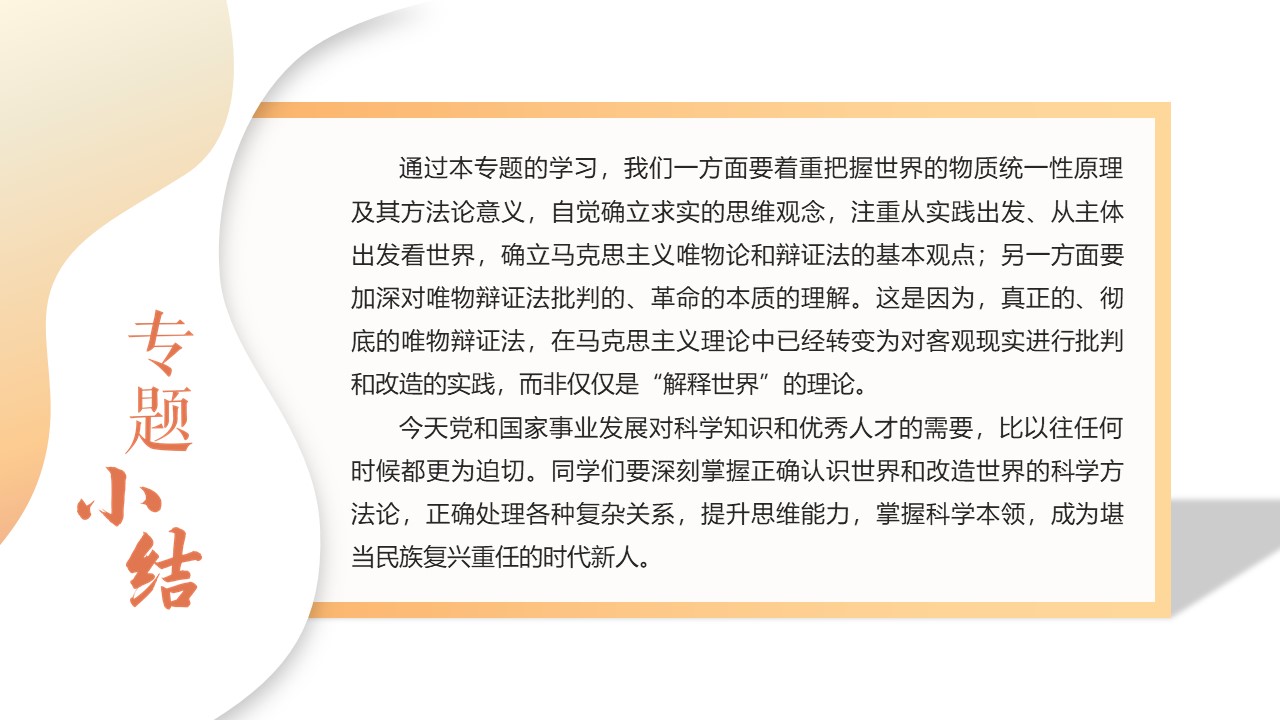 专
题
小
结
通过本专题的学习，我们一方面要着重把握世界的物质统一性原理
及其方法论意义，自觉确立求实的思维观念，注重从实践出发、从主体
出发看世界，确立马克思主义唯物论和辩证法的基本观点；另一方面要
加深对唯物辩证法批判的、革命的本质的理解。这是因为，真正的、彻
底的唯物辩证法，在马克思主义理论中已经转变为对客观现实进行批判
和改造的实践，而非仅仅是“解释世界”的理论。
今天党和国家事业发展对科学知识和优秀人才的需要，比以往任何
时候都更为迫切。同学们要深刻掌握正确认识世界和改造世界的科学方
法论，正确处理各种复杂关系，提升思维能力，掌握科学本领，成为堪
当民族复兴重任的时代新人。